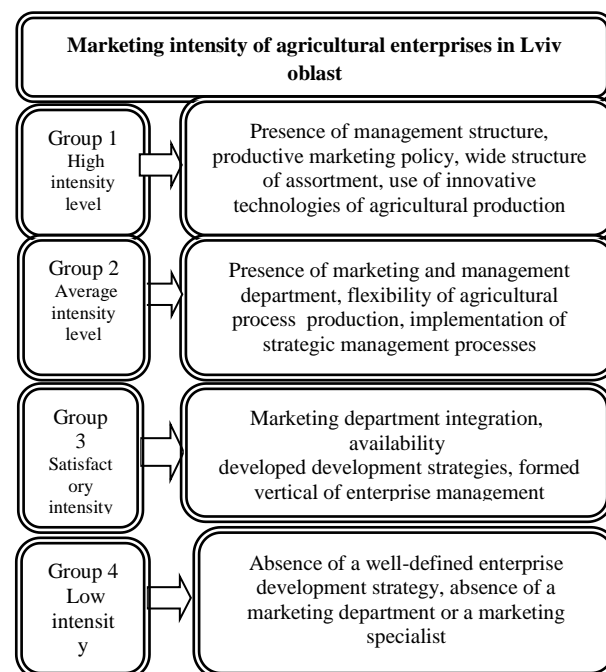 Marketing intensity of agricultural enterprises in Lviv
oblast
Group 1
High
intensity
level
Presence of management structure,
productive marketing policy, wide structure
of assortment, use of innovative
technologies of agricultural production
Group 2
Average
intensity
level
Presence of marketing and management
department, flexibility of agricultural
process production, implementation of
strategic management processes
Group
3
Satisfact
ory
intensity
Marketing department integration,
availability
developed development strategies, formed
vertical of enterprise management
Group 4
Low
intensit
y
Absence of a well-defined enterprise
development strategy, absence of a
marketing department or a marketing
specialist